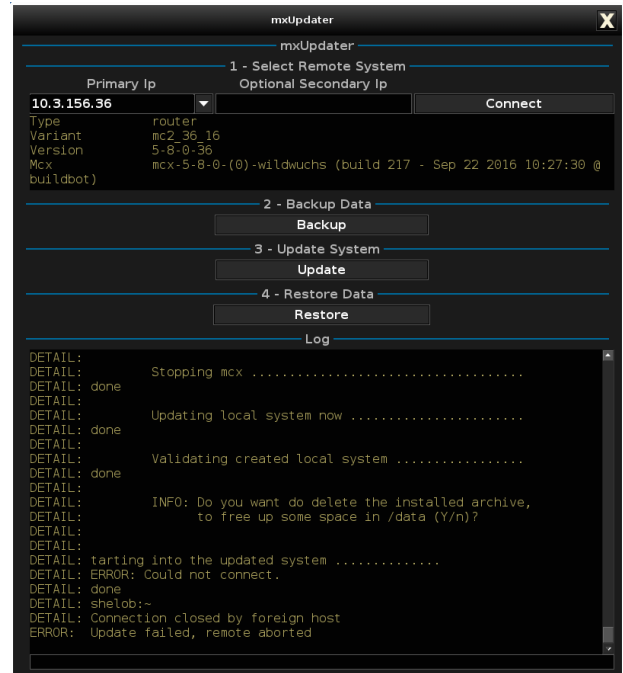 mxUpdater
X
mxUpdater
1 - Select Remote System
Primary Ip Optional Secondary Ip
10.3.156.36 Connect
Type router
Variant mc2_36_16
Version 5-8-0-36
Mcx mcx-5-8-0-(0)-wildwuchs (build 217 - Sep 22 2016 10:27:30 @
buildbot)
2 - Backup Data
Backup
3 - Update System
Update
4 - Restore Data
Restore
Log
DETAIL:
DETAIL: Stopping mcx ....................................
DETAIL: done
DETAIL:
DETAIL: Updating local system now .......................
DETAIL: done
DETAIL:
DETAIL: Validating created local system .................
DETAIL: done
DETAIL:
DETAIL: INFO: Do you want do delete the installed archive,
DETAIL: to free up some space in /data (Y/n)?
DETAIL:
DETAIL:
DETAIL: tarting into the updated system ..............
DETAIL: ERROR: Could not connect.
DETAIL: done
DETAIL: shelob:~
DETAIL: Connection closed by foreign host
ERROR: Update failed, remote aborted